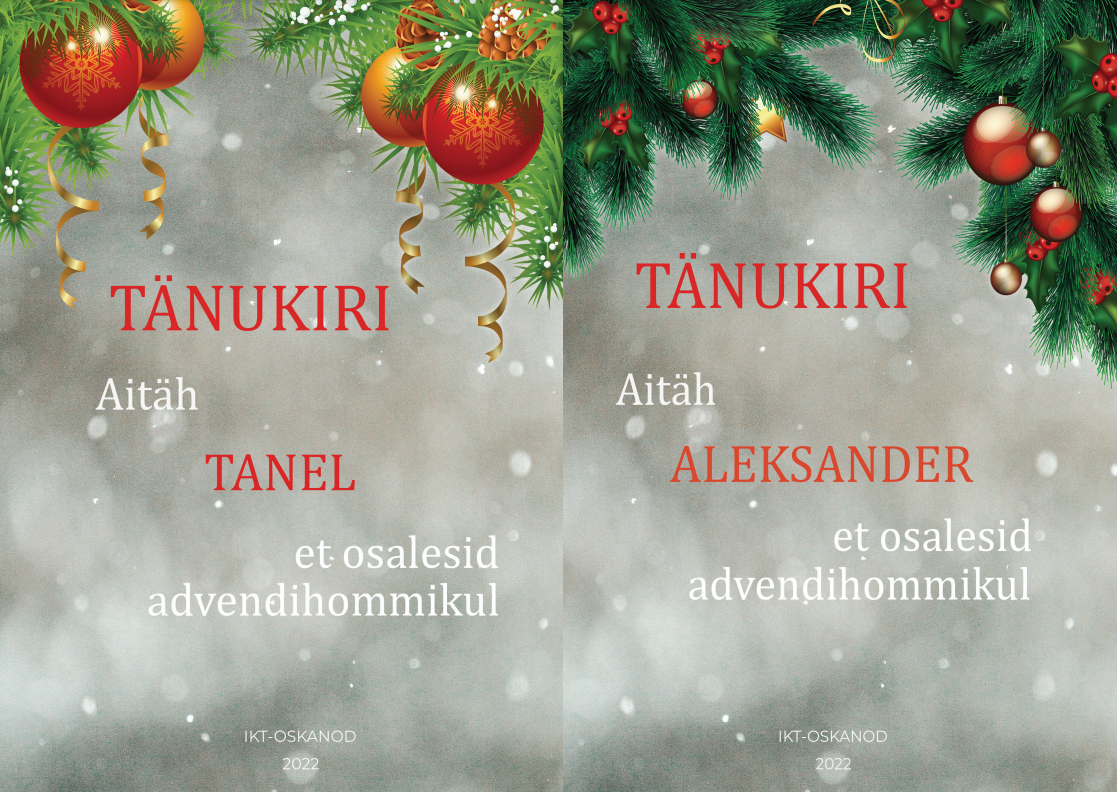 TÄNUKIRI
Aitäh
TANEL
et osalesid
advendihommikul
IKT-OSKANOD
2022
TÄNUKIRI
Aitäh
ALEKSANDER
et osalesid
advendihommikul
IKT-OSKANOD
2022